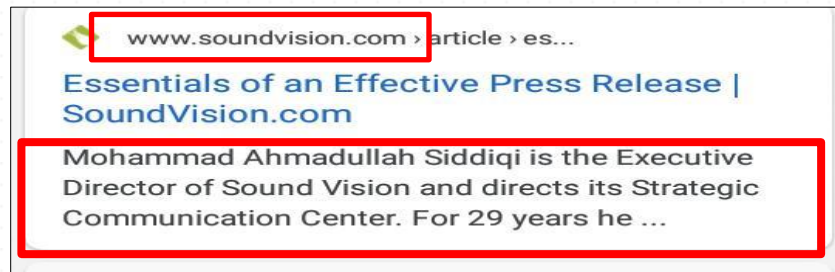 www.soundvision.com › article › es...
Essentials of an Effective Press Release |
SoundVision.com
Mohammad Ahmadullah Siddiqi is the Executive
Director of Sound Vision and directs its Strategic
Communication Center. For 29 years he ...